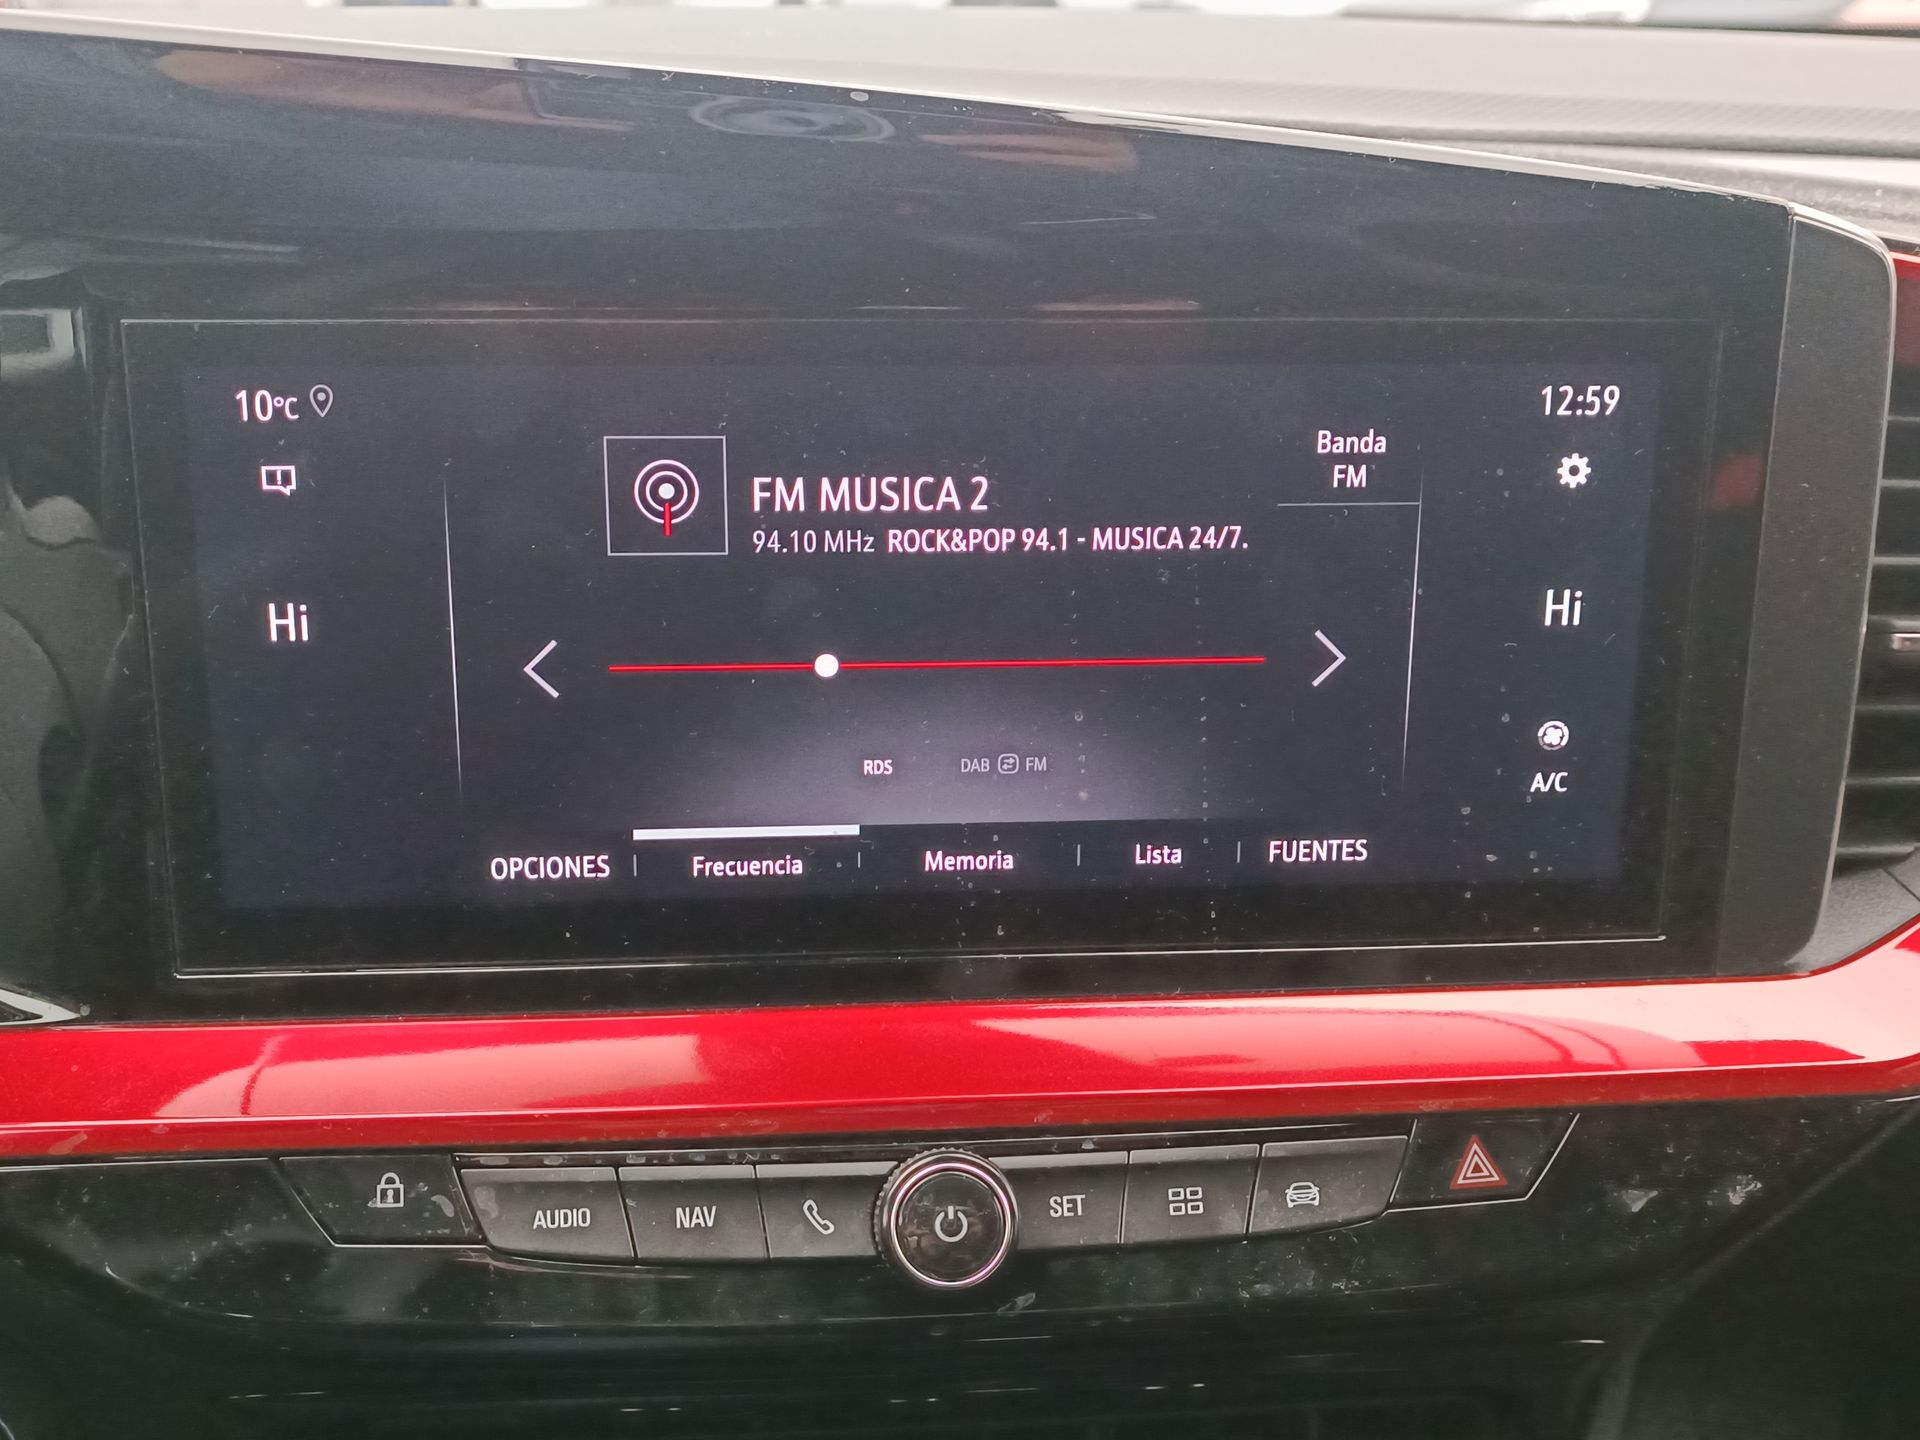 10°C
12:59
Banda
FM
FM MUSICA 2
94.10 MHz ROCK&POP 94.1 - MUSICA 24/7.
Hi
Hi
RDS
DAB FM
A/C
OPCIONES
Frecuencia
Memoria
Lista
FUENTES
AUDIO
NAV
SET